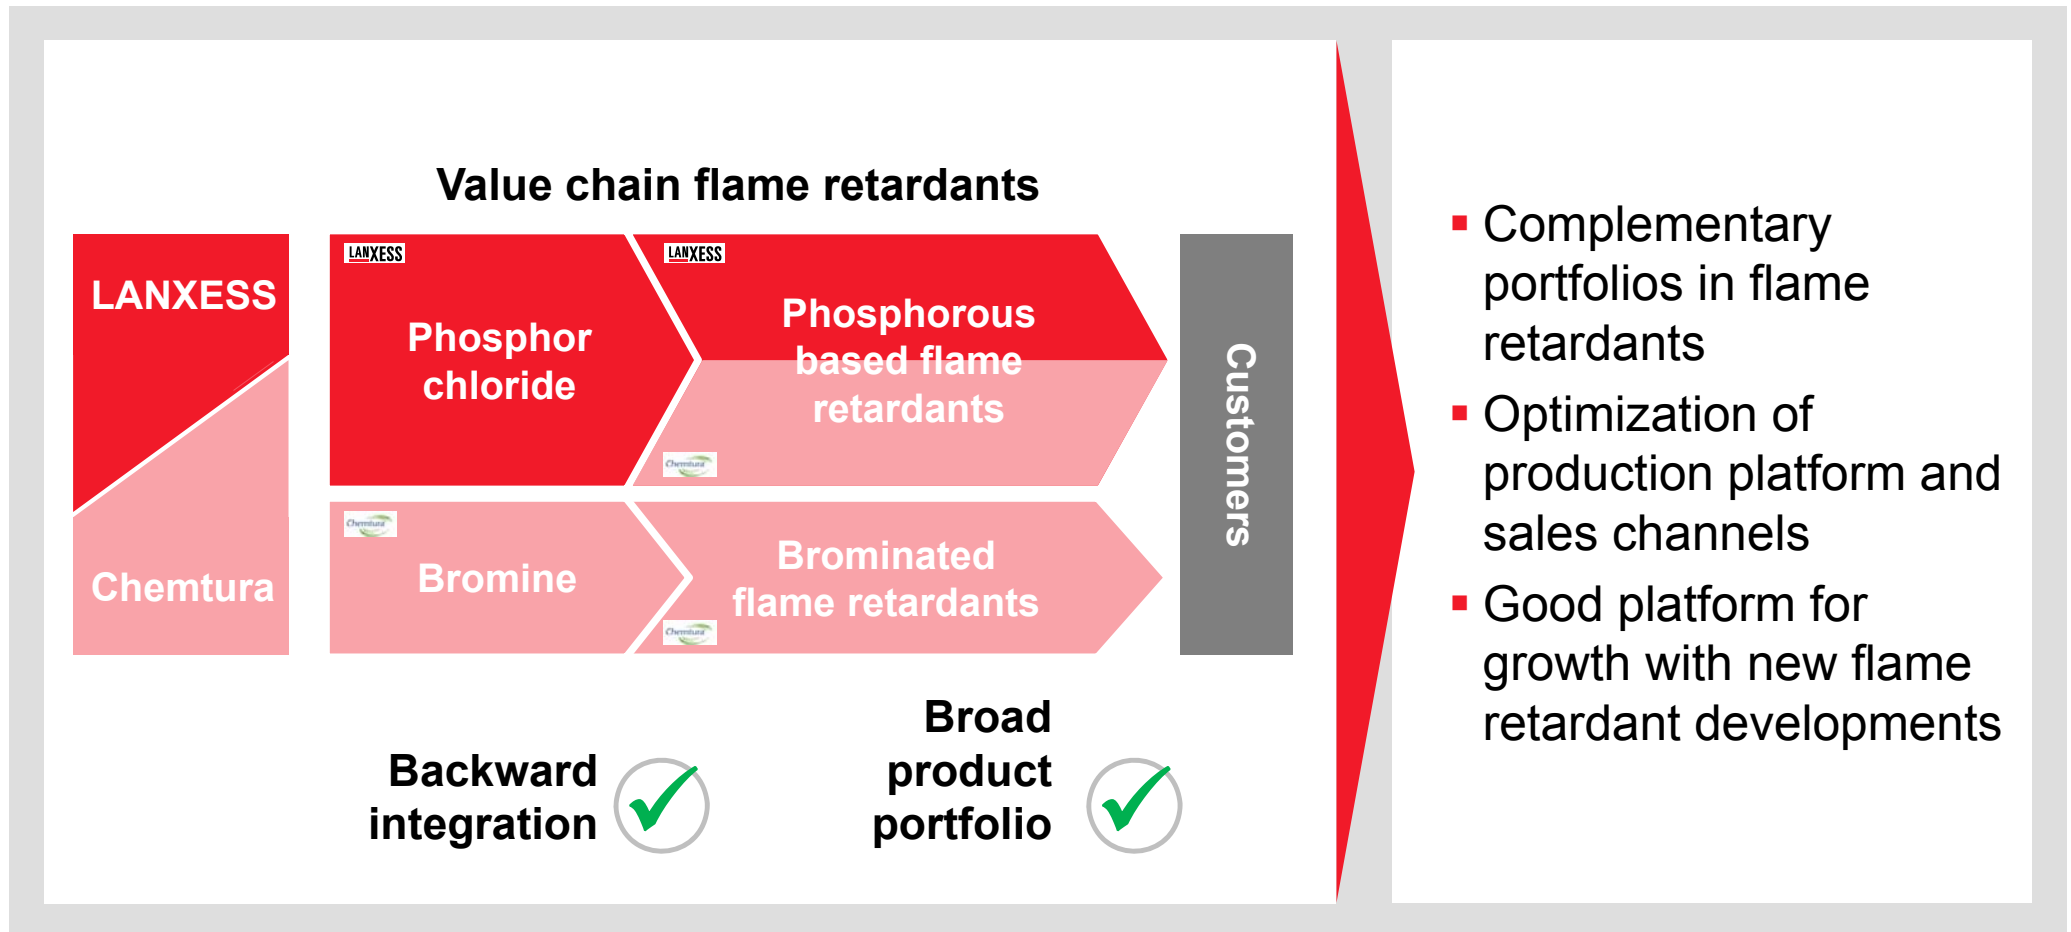 Value chain flame retardants
LANXESS
Chemtura
LANXESS
Phosphor
chloride
LANXESS
Phosphorous
based flame
retardants
Chemtura
Chemtura
Bromine
Brominated
flame retardants
Chemtura
Customers
Backward
integration
Broad
product
portfolio
Complementary
portfolios in flame
retardants
Optimization of
production platform and
sales channels
Good platform for
growth with new flame
retardant developments